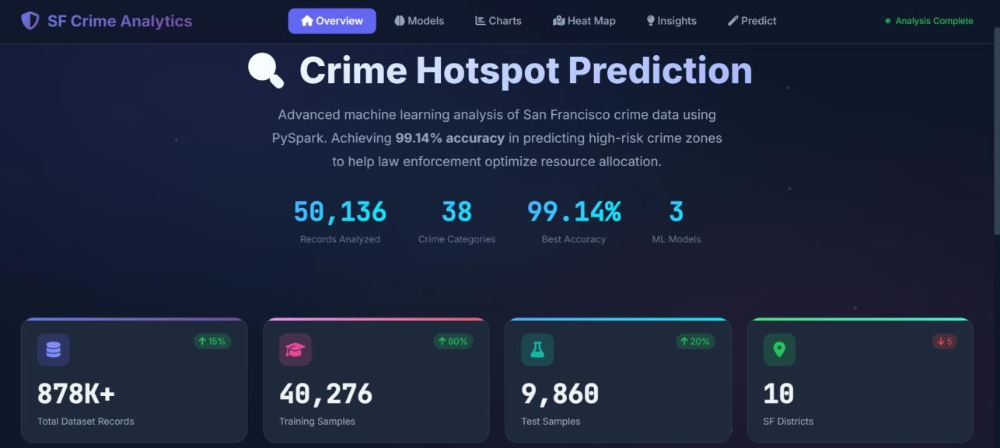 SF Crime Analytics
Overview
Models
Charts
Heat Map
Insights
Predict
Analysis Complete
Crime Hotspot Prediction
Advanced machine learning analysis of San Francisco crime data using
PySpark. Achieving 99.14% accuracy in predicting high-risk crime zones
to help law enforcement optimize resource allocation.
50,136
Records Analyzed
38
Crime Categories
99.14%
Best Accuracy
3
ML Models
↑ 15%
878K+
Total Dataset Records
↑ 80%
40,276
Training Samples
↑ 20%
9,860
Test Samples
↓ 5
10
SF Districts